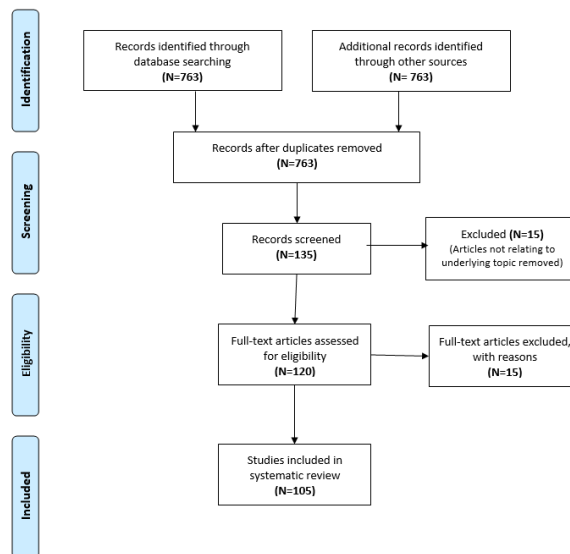 Identification
Records identified through
database searching
(N=763)
Additional records identified
through other sources
(N= 763)
Records after duplicates removed
(N=763)
Screening
Records screened
(N=135)
Excluded (N=15)
(Articles not relating to
underlying topic removed)
Eligibility
Full-text articles assessed
for eligibility
(N=120)
Full-text articles excluded,
with reasons
(N=15)
Included
Studies included in
systematic review
(N=105)